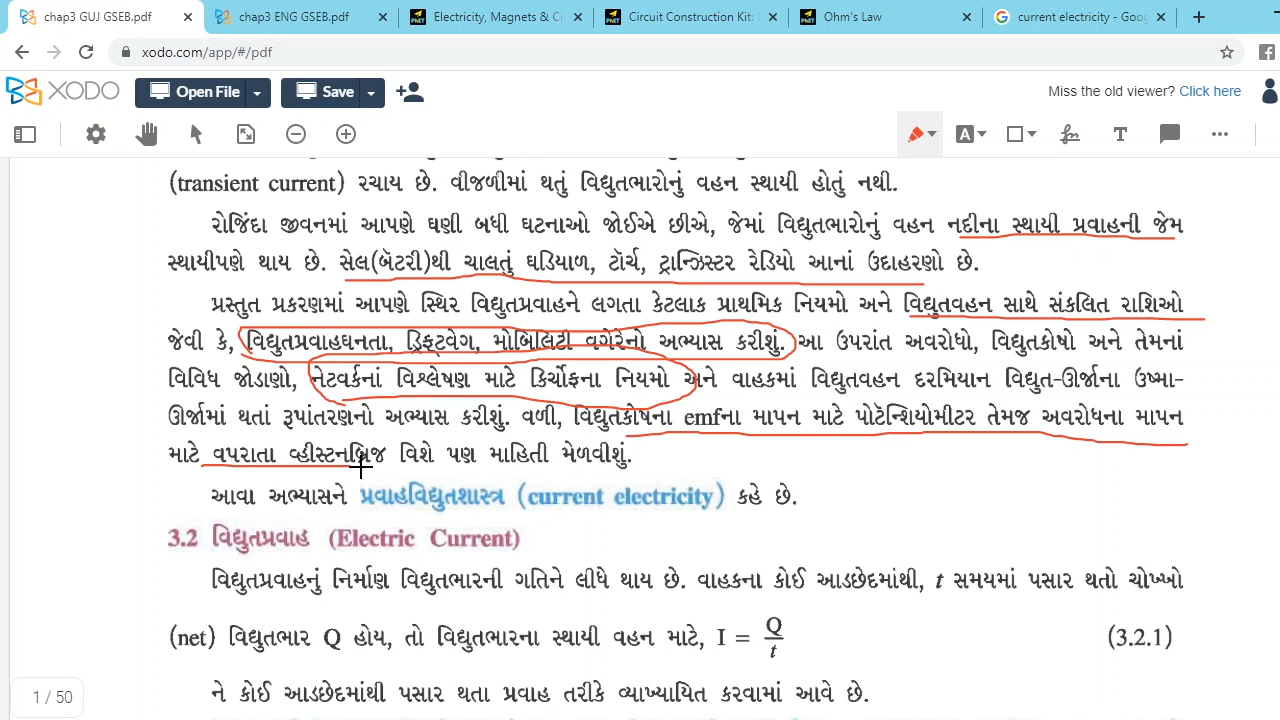 chap3 GUJ GSEB.pdf
chap3 ENG GSEB.pdf
Elelsricity, Magnets & Ci
Circuit Construction Kit:
Ohm's Law
current electricity - Goog
xodo.com/app/#/pdf
XODO
Open File
Save
Miss the old viewer? Click here
(transient current) રચાય છે. વીજળીમાં થતું વિદ્યુતભારોનું વહન સ્થાયી હોતું નથી.
રોજિંદા જીવનમાં આપણે ઘણી બધી ઘટનાઓ જોઈએ છીએ, જેમાં વિદ્યુતભારોનું વહન નદીના સ્થાયી પ્રવાહની જેમ
સ્થાયીપણે થાય છે. સેલ(બૅટરી)થી ચાલતું ઘડિયાળ, ટૉર્ચ, ટ્રાન્ઝિસ્ટર રેડિયો આનાં ઉદાહરણો છે.
પ્રસ્તુત પ્રકરણમાં આપણે સ્થિર વિદ્યુતપ્રવાહને લગતા કેટલાક પ્રાથમિક નિયમો અને વિદ્યુતવહન સાથે સંકલિત રાશિઓ
જેવી કે, વિદ્યુતપ્રવાહઘનતા, ડ્રિફ્ટવેગ, મોબિલિટી વગેરેનો અભ્યાસ કરીશું. આ ઉપરાંત અવરોધો, વિદ્યુતકોષો અને તેમનાં
વિવિધ જોડાણો, નેટવર્કનાં વિશ્લેષણ માટે કિર્ચોફના નિયમો અને વાહકમાં વિદ્યુતવહન દરમિયાન વિદ્યુત-ઊર્જાના ઉષ્મા-
ઊર્જામાં થતાં રૂપાંતરણનો અભ્યાસ કરીશું. વળી, વિદ્યુતકોષના emfના માપન માટે પોટૅન્શિયોમીટર તેમજ અવરોધના માપન
માટે વપરાતા વ્હીસ્ટનબ્રિજ વિશે પણ માહિતી મેળવીશું.
આવા અભ્યાસને પ્રવાહવિદ્યુતશાસ્ત્ર (current electricity) કહે છે.
3.2 વિદ્યુતપ્રવાહ (Electric Current)
વિદ્યુતપ્રવાહનું નિર્માણ વિદ્યુતભારની ગતિને લીધે થાય છે. વાહકના કોઈ આડછેદમાંથી, t સમયમાં પસાર થતો ચોખ્ખો
(net) વિદ્યુતભાર Q હોય, તો વિદ્યુતભારના સ્થાયી વહન માટે, I = Q/t (3.2.1)
ને કોઈ આડછેદમાંથી પસાર થતા પ્રવાહ તરીકે વ્યાખ્યાયિત કરવામાં આવે છે.
1 / 50